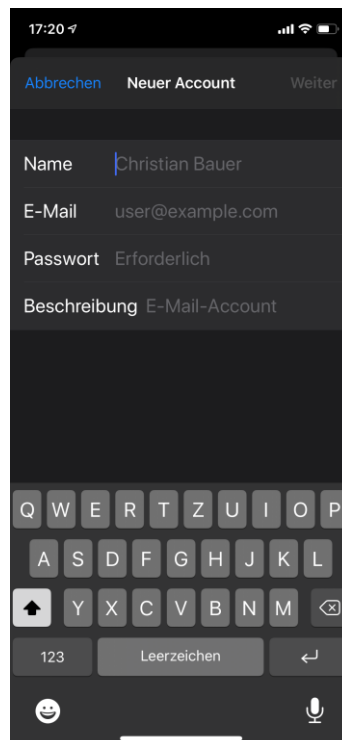 17:20
Abbrechen Neuer Account Weiter
Name Christian Bauer
E-Mail user@example.com
Passwort Erforderlich
Beschreibung E-Mail-Account
Q W E R T Z U I O P
A S D F G H J K L
Y X C V B N M
123 Leerzeichen